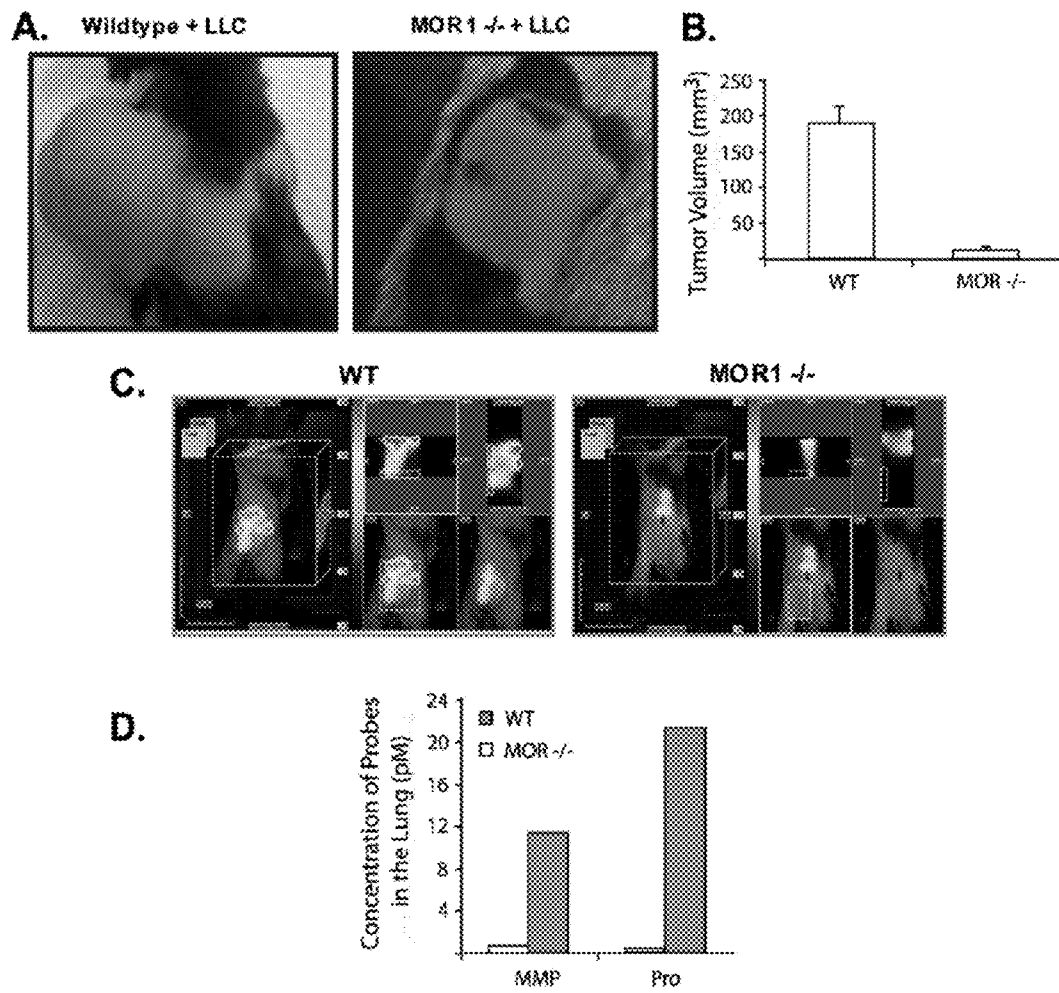 A.
Wildtype + LLC
MOR1 -/- + LLC
B.
Tumor Volume (mm³)
250
200
150
100
50
WT
MOR -/-
C.
WT
MOR1 -/-
D.
Concentration of Probes
in the Lung (pM)
24
20
16
12
8
4
WT
MOR -/-
MMP
Pro